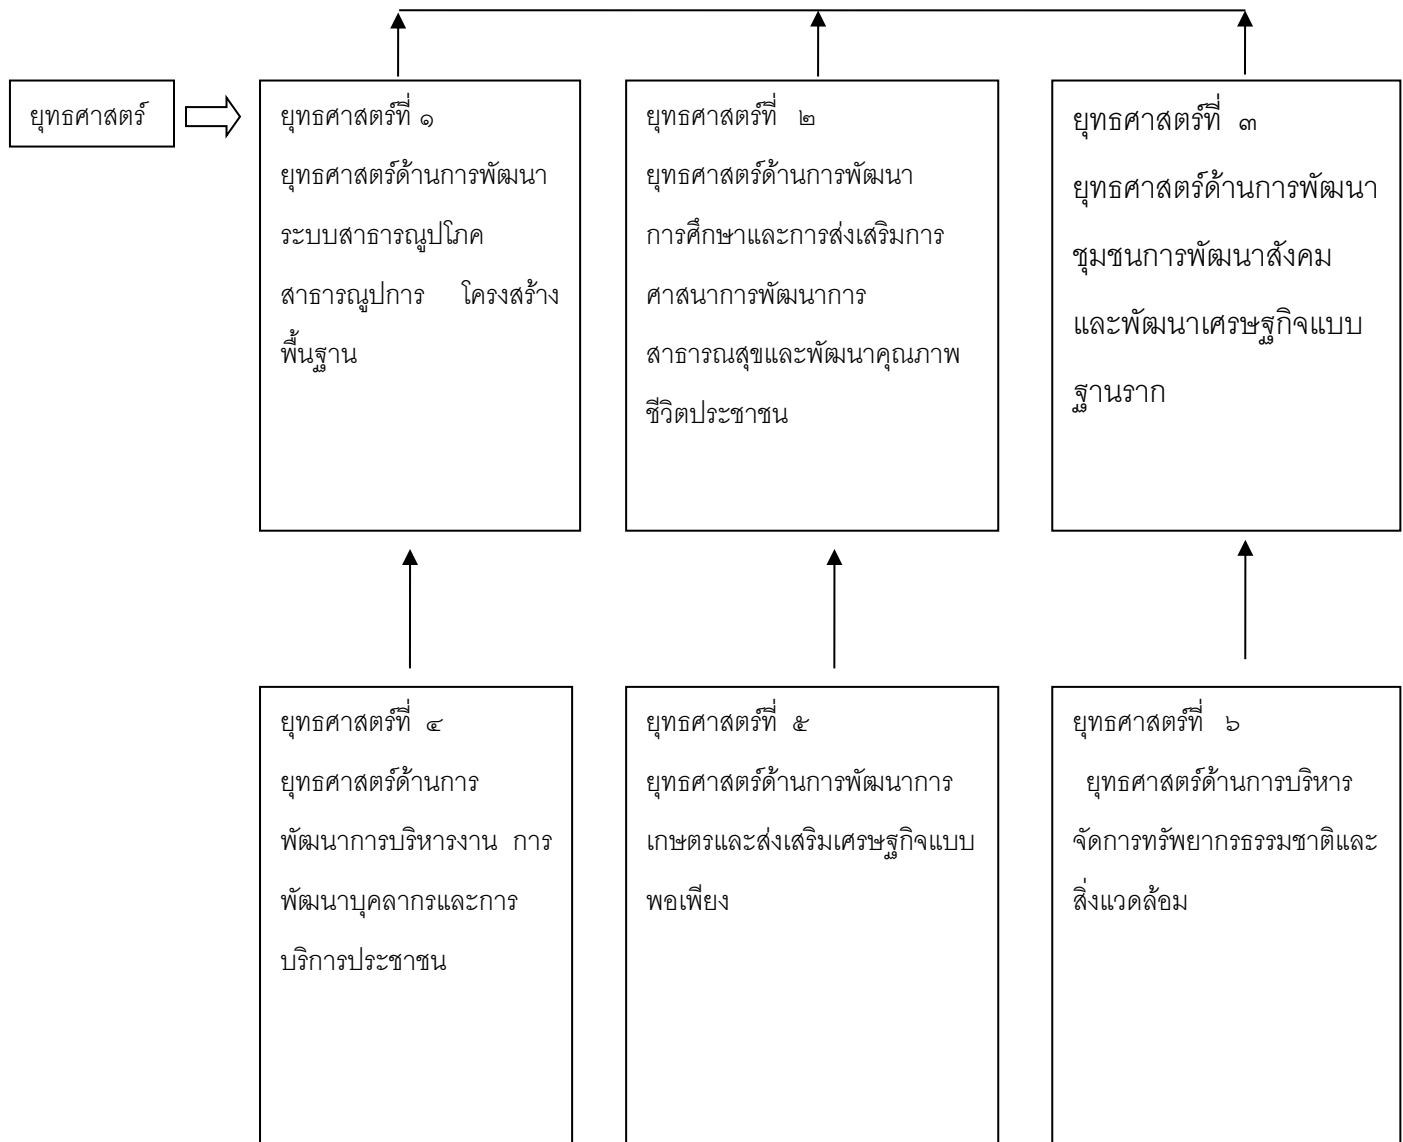 ยุทธศาสตร์
ยุทธศาสตร์ที่ ๑
ยุทธศาสตร์ด้านการพัฒนา
ระบบสาธารณูปโภค
สาธารณูปการ โครงสร้าง
พื้นฐาน
ยุทธศาสตร์ที่ ๒
ยุทธศาสตร์ด้านการพัฒนา
การศึกษาและการส่งเสริมการ
ศาสนาการพัฒนาการ
สาธารณสุขและพัฒนาคุณภาพ
ชีวิตประชาชน
ยุทธศาสตร์ที่ ๓
ยุทธศาสตร์ด้านการพัฒนา
ชุมชนการพัฒนาสังคม
และพัฒนาเศรษฐกิจแบบ
ฐานราก
ยุทธศาสตร์ที่ ๔
ยุทธศาสตร์ด้านการ
พัฒนาการบริหารงาน การ
พัฒนาบุคลากรและการ
บริการประชาชน
ยุทธศาสตร์ที่ ๕
ยุทธศาสตร์ด้านการพัฒนาการ
เกษตรและส่งเสริมเศรษฐกิจแบบ
พอเพียง
ยุทธศาสตร์ที่ ๖
ยุทธศาสตร์ด้านการบริหาร
จัดการทรัพยากรธรรมชาติและ
สิ่งแวดล้อม